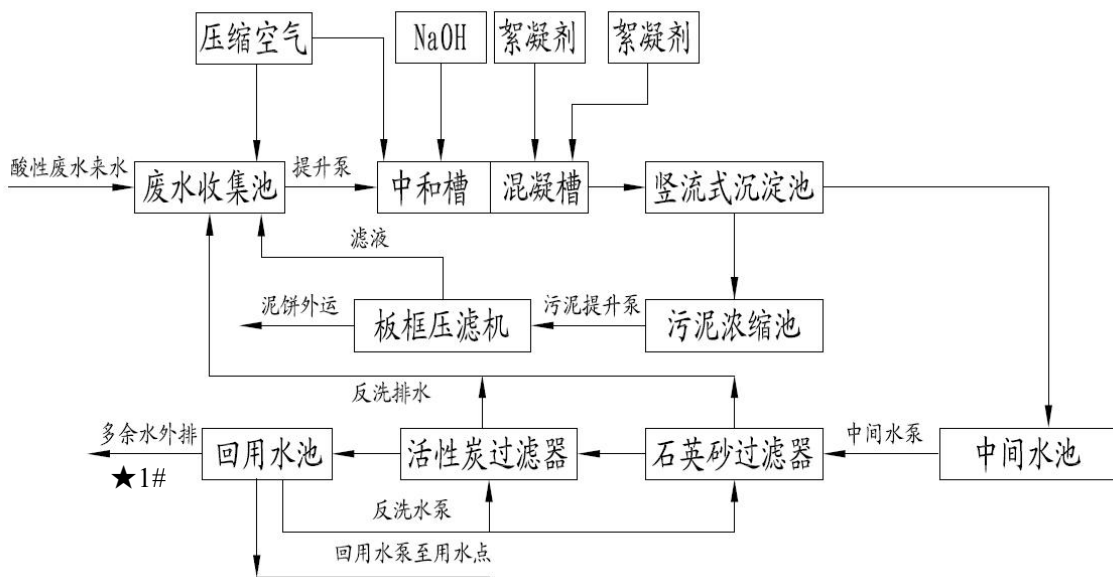 压缩空气
NaOH
絮凝剂
絮凝剂
酸性废水来水
废水收集池
提升泵
中和槽
混凝槽
竖流式沉淀池
滤液
泥饼外运
板框压滤机
污泥提升泵
污泥浓缩池
反洗排水
多余水外排
回用水池
活性炭过滤器
石英砂过滤器
中间水泵
中间水池
★1#
反洗水泵
回用水泵至用水点